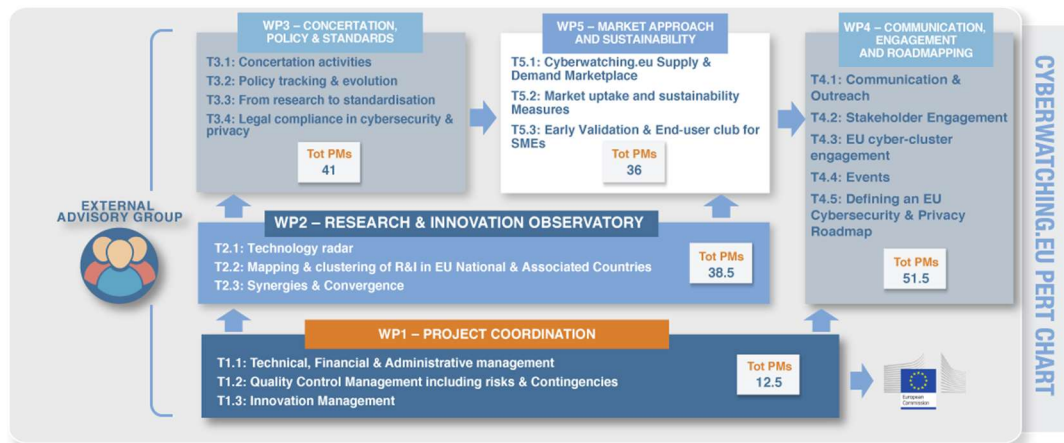 WP3 – CONCERTATION,
POLICY & STANDARDS
T3.1: Concertation activities
T3.2: Policy tracking & evolution
T3.3: From research to standardisation
T3.4: Legal compliance in cybersecurity &
privacy
Tot PMs
41
WP5 – MARKET APPROACH
AND SUSTAINABILITY
T5.1: Cyberwatching.eu Supply &
Demand Marketplace
T5.2: Market uptake and sustainability
Measures
T5.3: Early Validation & End-user club for
SMEs
Tot PMs
36
WP4 – COMMUNICATION,
ENGAGEMENT
AND ROADMAPPING
T4.1: Communication &
Outreach
T4.2: Stakeholder Engagement
T4.3: EU cyber-cluster
engagement
T4.4: Events
T4.5: Defining an EU
Cybersecurity & Privacy
Roadmap
Tot PMs
51.5
EXTERNAL
ADVISORY GROUP
WP2 – RESEARCH & INNOVATION OBSERVATORY
T2.1: Technology radar
T2.2: Mapping & clustering of R&I in EU National & Associated Countries
T2.3: Synergies & Convergence
Tot PMs
38.5
WP1 – PROJECT COORDINATION
T1.1: Technical, Financial & Administrative management
T1.2: Quality Control Management including risks & Contingencies
T1.3: Innovation Management
Tot PMs
12.5
European
Commission
CYBERWATCHING.EU PERT CHART